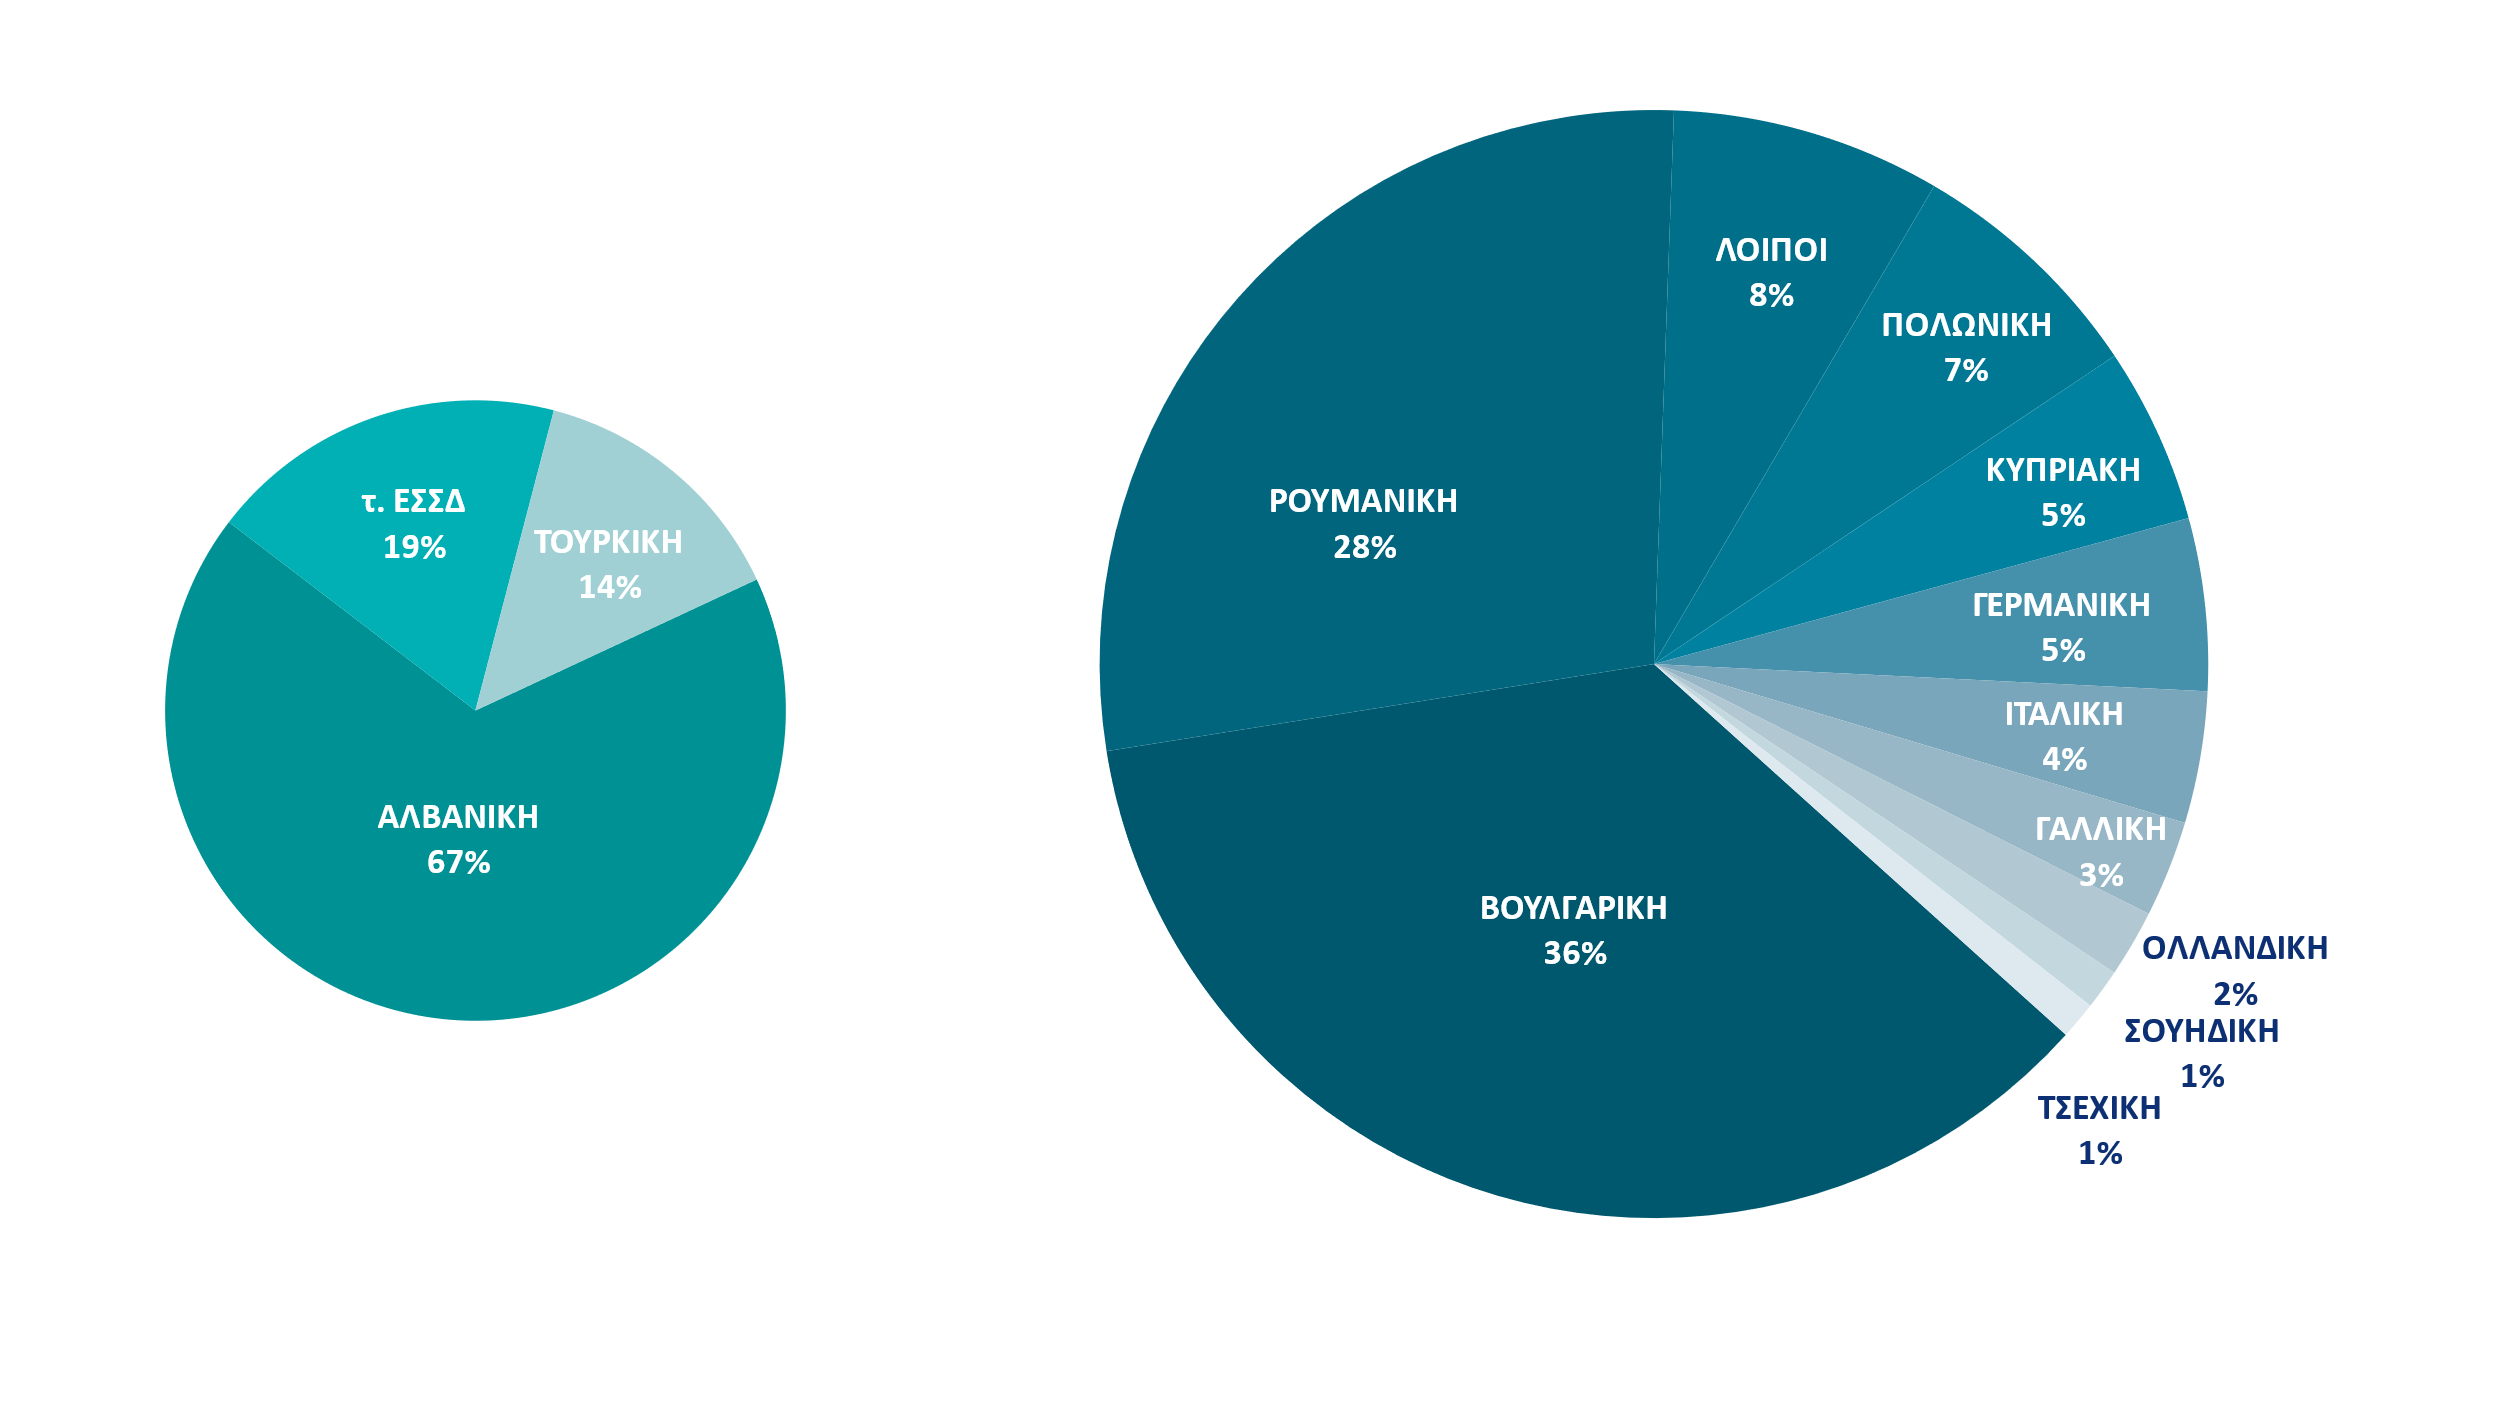 τ. ΕΣΣΔ
19%
ΤΟΥΡΚΙΚΗ
14%
ΑΛΒΑΝΙΚΗ
67%
ΛΟΙΠΟΙ
8%
ΠΟΛΩΝΙΚΗ
7%
ΚΥΠΡΙΑΚΗ
5%
ΡΟΥΜΑΝΙΚΗ
28%
ΓΕΡΜΑΝΙΚΗ
5%
ΙΤΑΛΙΚΗ
4%
ΓΑΛΛΙΚΗ
3%
ΒΟΥΛΓΑΡΙΚΗ
36%
ΟΛΛΑΝΔΙΚΗ
2%
ΣΟΥΗΔΙΚΗ
1%
ΤΣΕΧΙΚΗ
1%